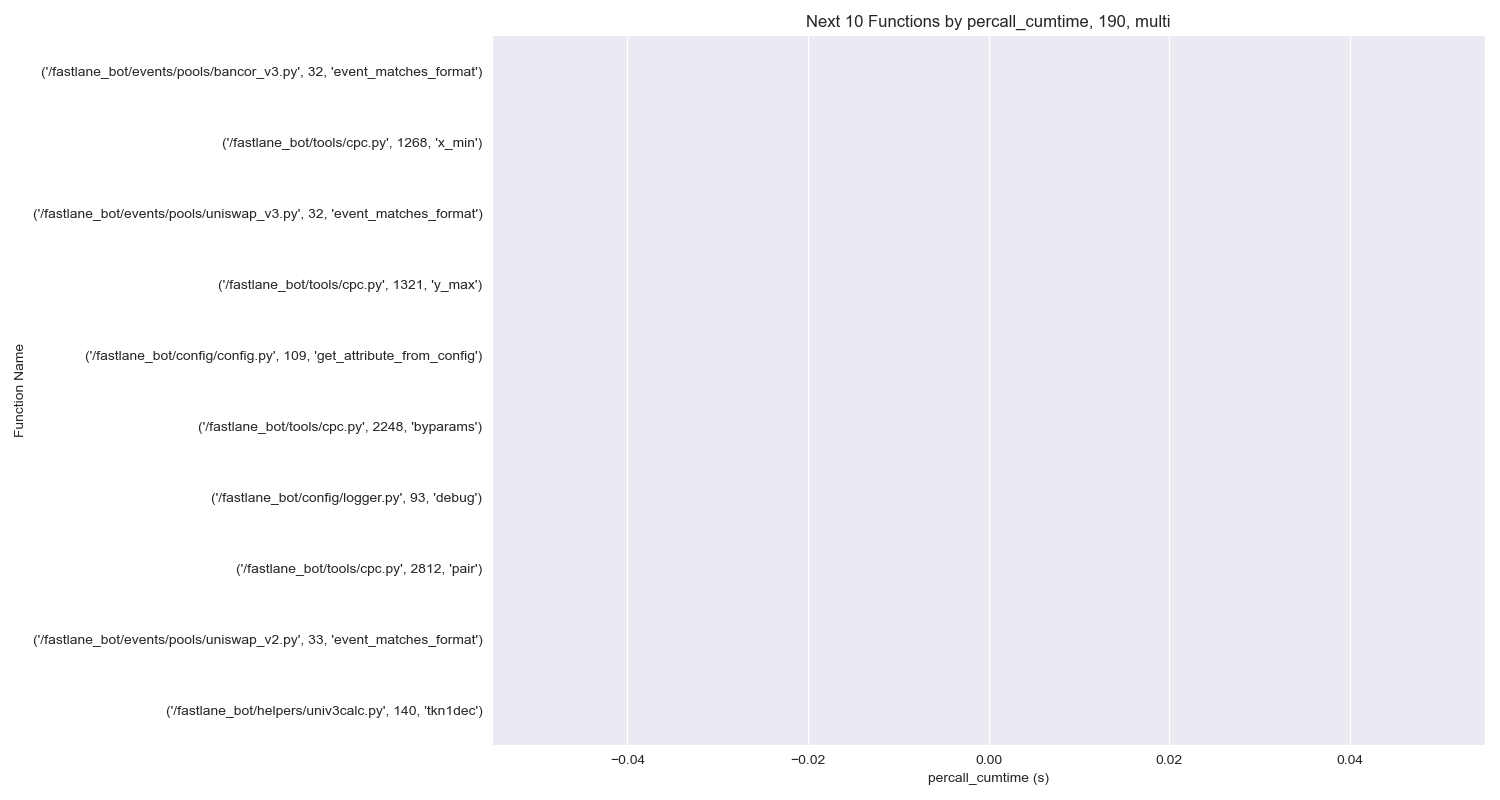 Next 10 Functions by percall_cumtime, 190, multi
('/fastlane_bot/events/pools/bancor_v3.py', 32, 'event_matches_format')
('/fastlane_bot/tools/cpc.py', 1268, 'x_min')
('/fastlane_bot/events/pools/uniswap_v3.py', 32, 'event_matches_format')
('/fastlane_bot/tools/cpc.py', 1321, 'y_max')
('/fastlane_bot/config/config.py', 109, 'get_attribute_from_config')
('/fastlane_bot/tools/cpc.py', 2248, 'byparams')
('/fastlane_bot/config/logger.py', 93, 'debug')
('/fastlane_bot/tools/cpc.py', 2812, 'pair')
('/fastlane_bot/events/pools/uniswap_v2.py', 33, 'event_matches_format')
('/fastlane_bot/helpers/univ3calc.py', 140, 'tkn1dec')
Function Name
−0.04 −0.02 0.00 0.02 0.04
percall_cumtime (s)